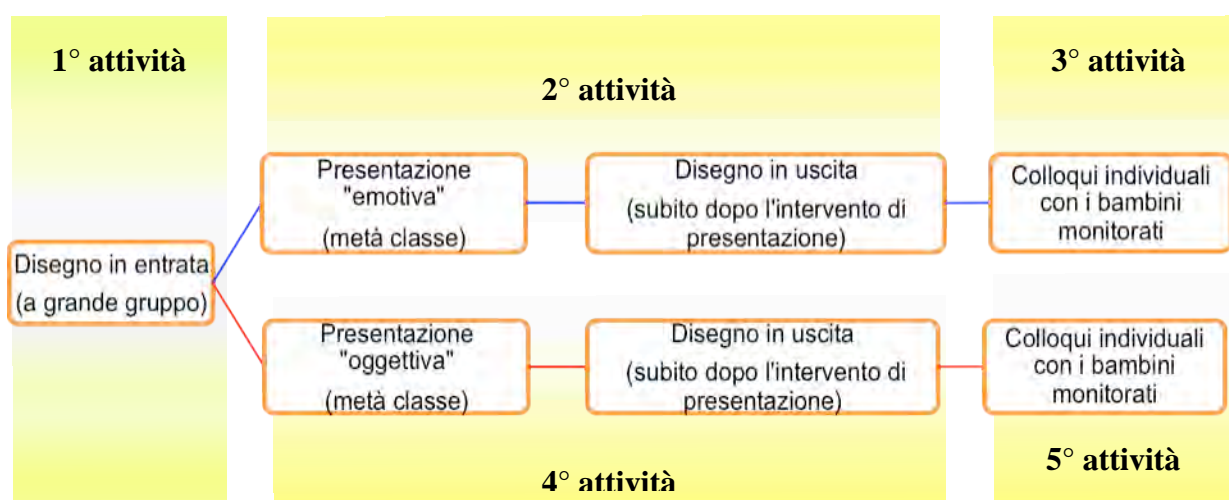 1° attività
2° attività
3° attività
Disegno in entrata
(a grande gruppo)
Presentazione
"emotiva"
(metà classe)
Disegno in uscita
(subito dopo l'intervento di
presentazione)
Colloqui individuali
con i bambini
monitorati
Presentazione
"oggettiva"
(metà classe)
Disegno in uscita
(subito dopo l'intervento di
presentazione)
Colloqui individuali
con i bambini
monitorati
4° attività
5° attività